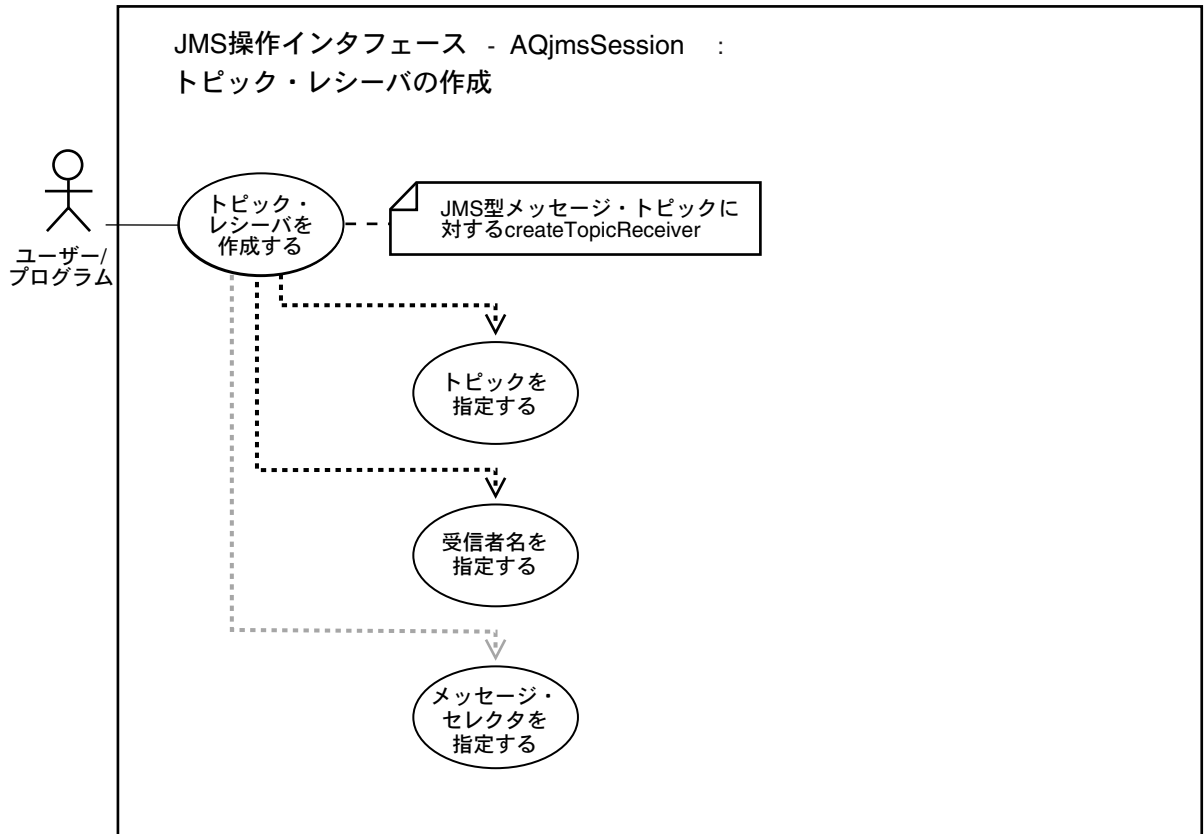 JMS操作インタフェース - AQjmsSession :
トピック・レシーバの作成
ユーザー/
プログラム
トピック・
レシーバを
作成する
JMS型メッセージ・トピックに
対するcreateTopicReceiver
トピックを
指定する
受信者名を
指定する
メッセージ・
セレクタを
指定する